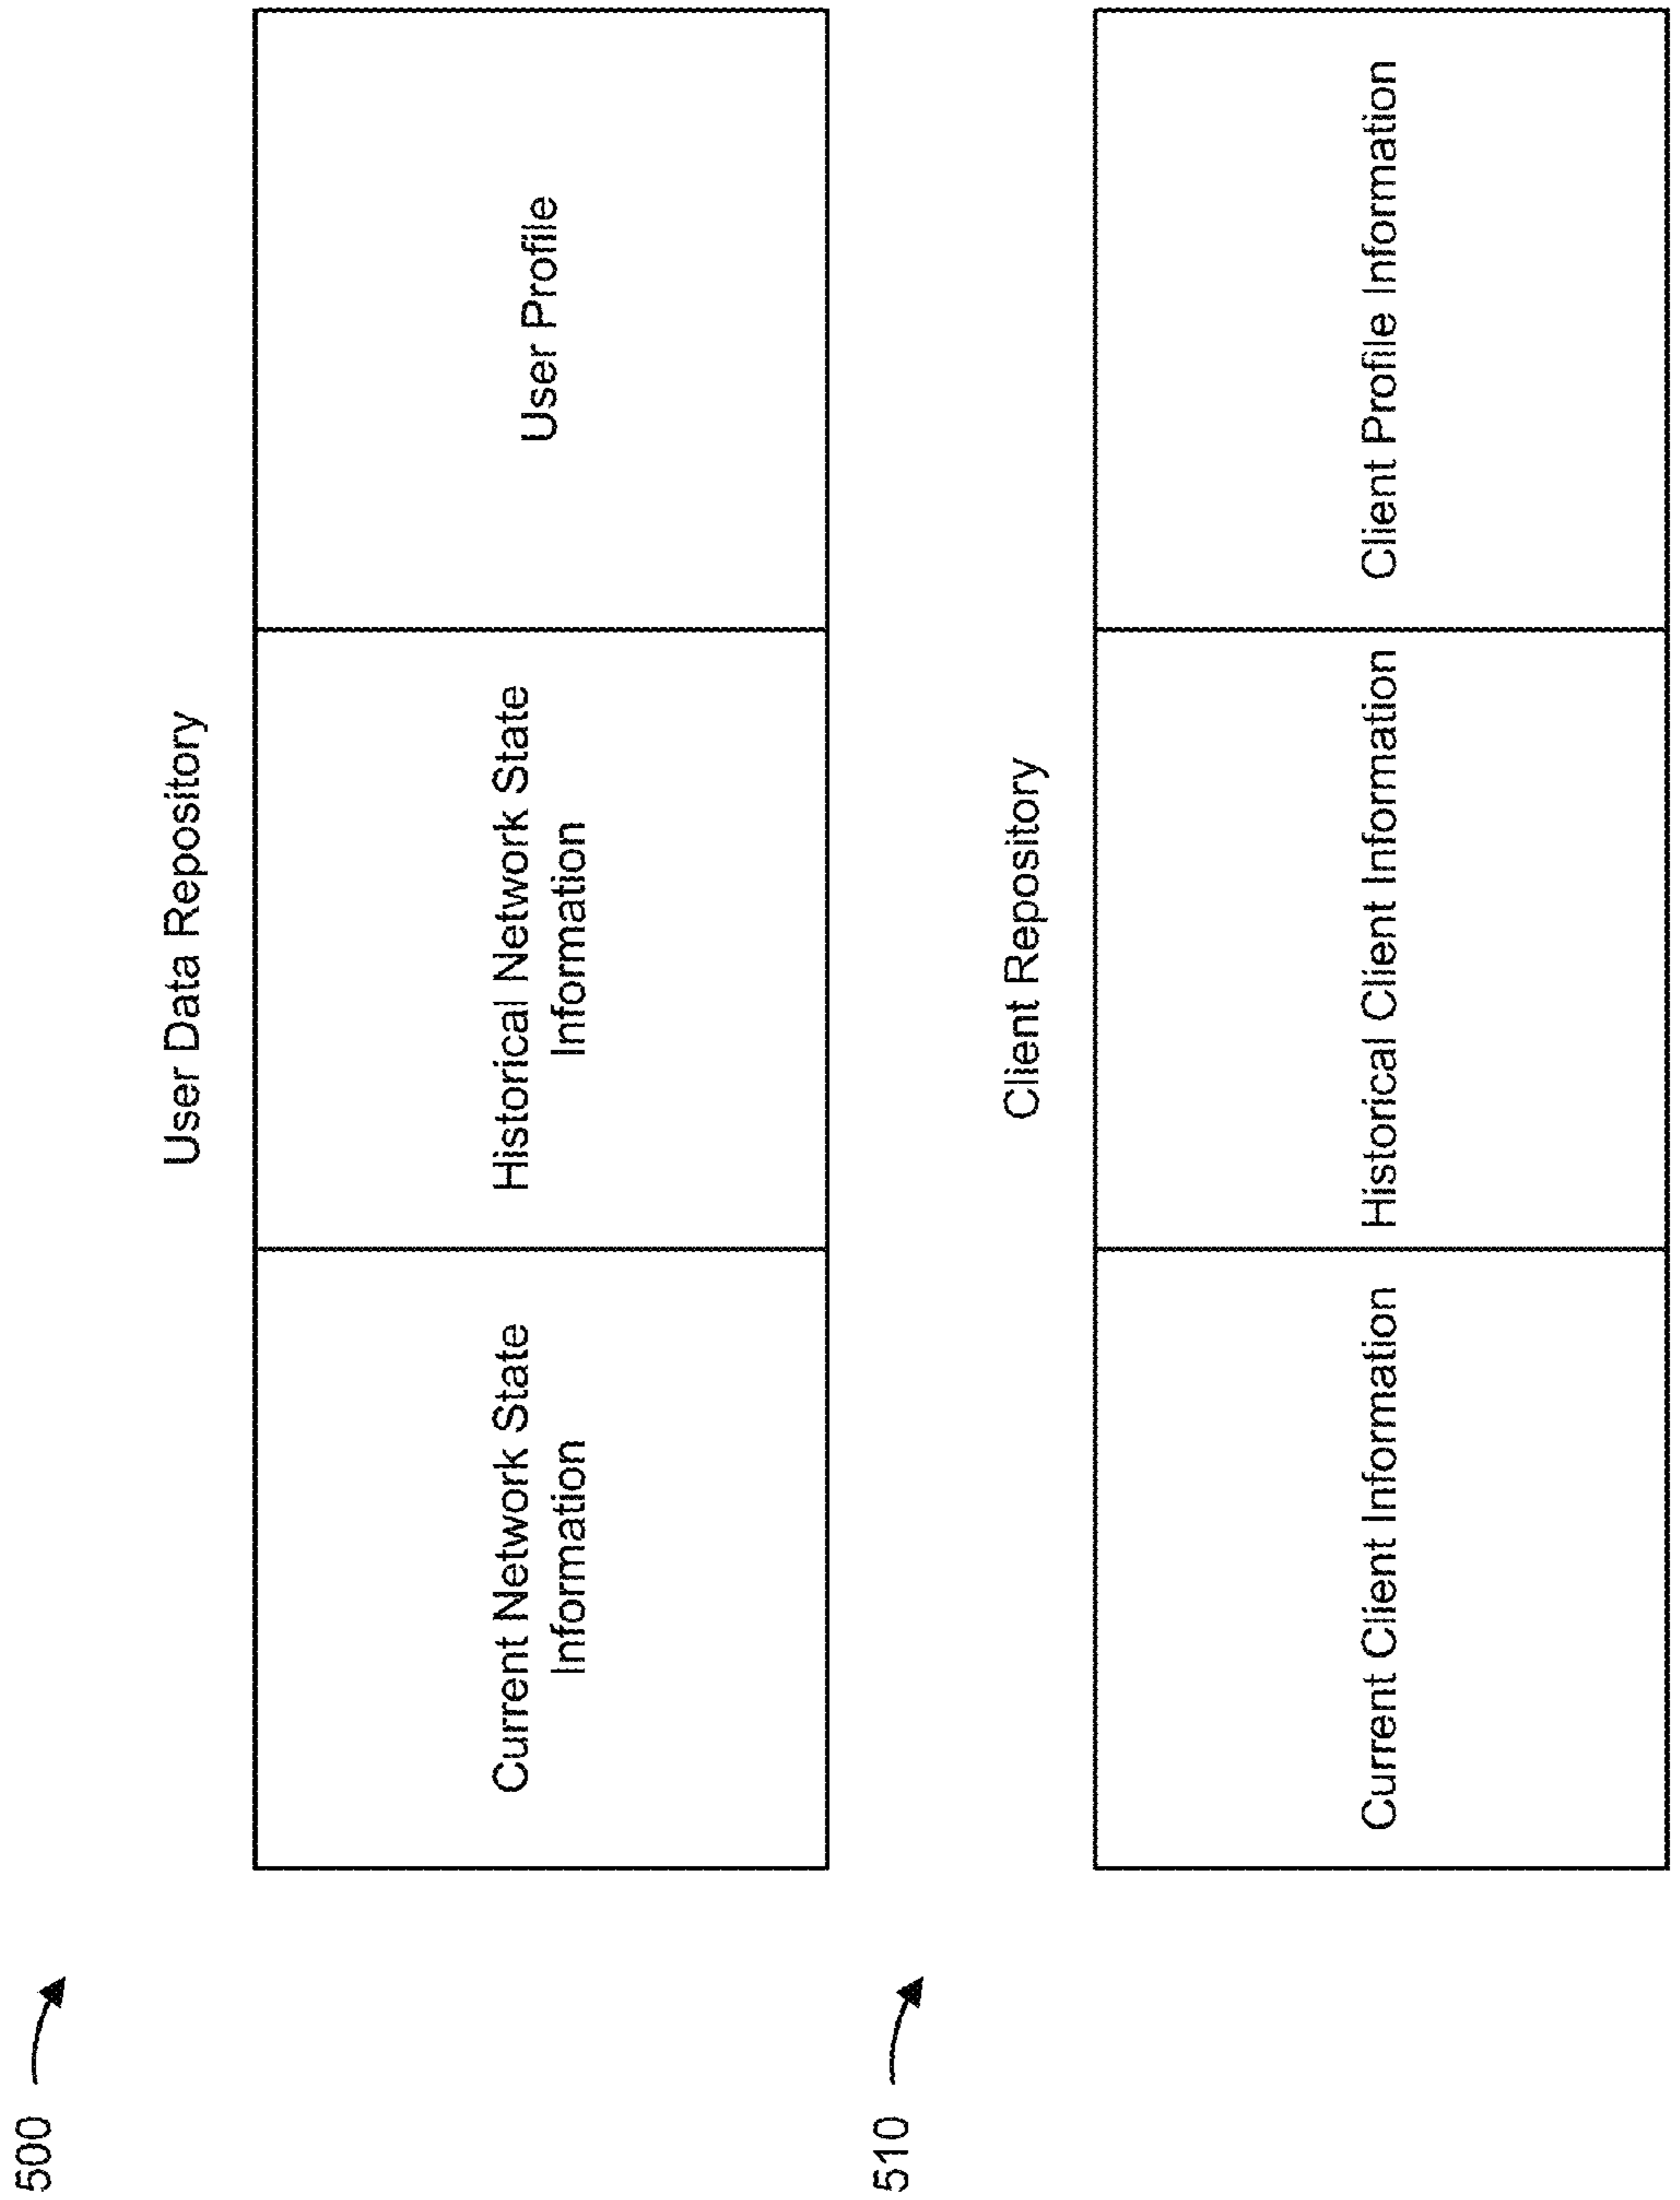 500
User Data Repository
Current Network State
Information
Historical Network State
Information
User Profile
510
Client Repository
Current Client Information
Historical Client Information
Client Profile Information